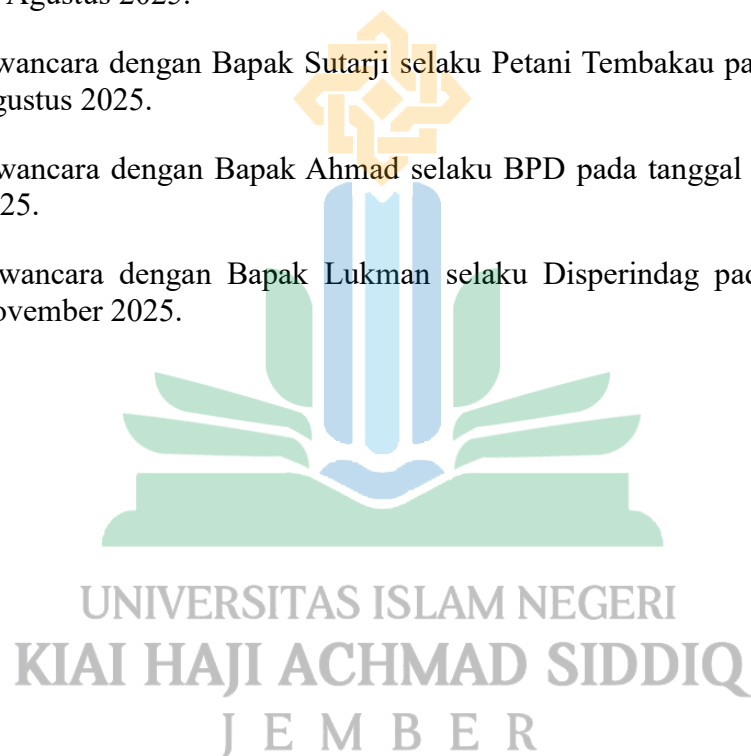 Agustus 2025.
wancara dengan Bapak Sutarji selaku Petani Tembakau pa
gustus 2025.
wancara dengan Bapak Ahmad selaku BPD pada tanggal
25.
wancara dengan Bapak Lukman selaku Disperindag pad
ovember 2025.
UNIVERSITAS ISLAM NEGERI
KIAI HAJI ACHMAD SIDDIQ
J E M B E R